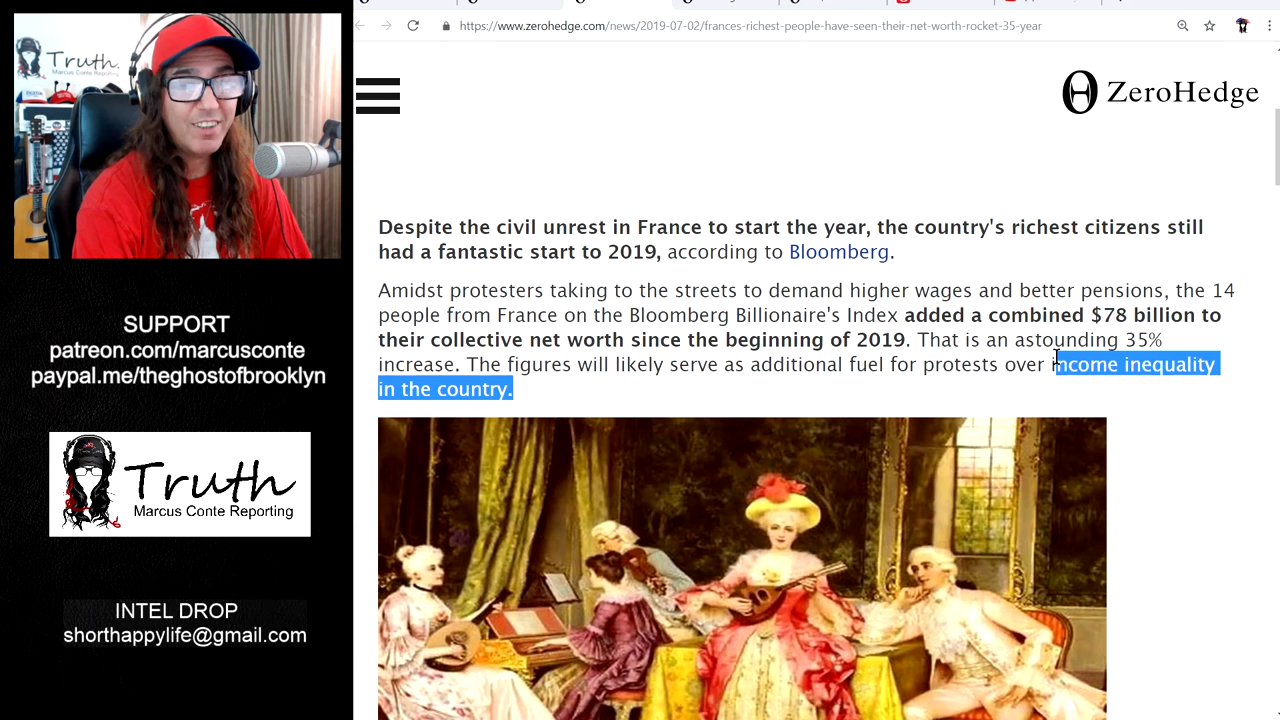 https://www.zerohedge.com/news/2019-07-02/frances-richest-people-have-seen-their-net-worth-rocket-35-year
Truth.
Marcus Conte Reporting
ZeroHedge
Despite the civil unrest in France to start the year, the country's richest citizens still
had a fantastic start to 2019, according to Bloomberg.
Amidst protesters taking to the streets to demand higher wages and better pensions, the 14
people from France on the Bloomberg Billionaire's Index added a combined $78 billion to
their collective net worth since the beginning of 2019. That is an astounding 35%
increase. The figures will likely serve as additional fuel for protests over income inequality
in the country.
SUPPORT
patreon.com/marcusconte
paypal.me/theghostofbrooklyn
Truth
Marcus Conte Reporting
INTEL DROP
shorthappylife@gmail.com